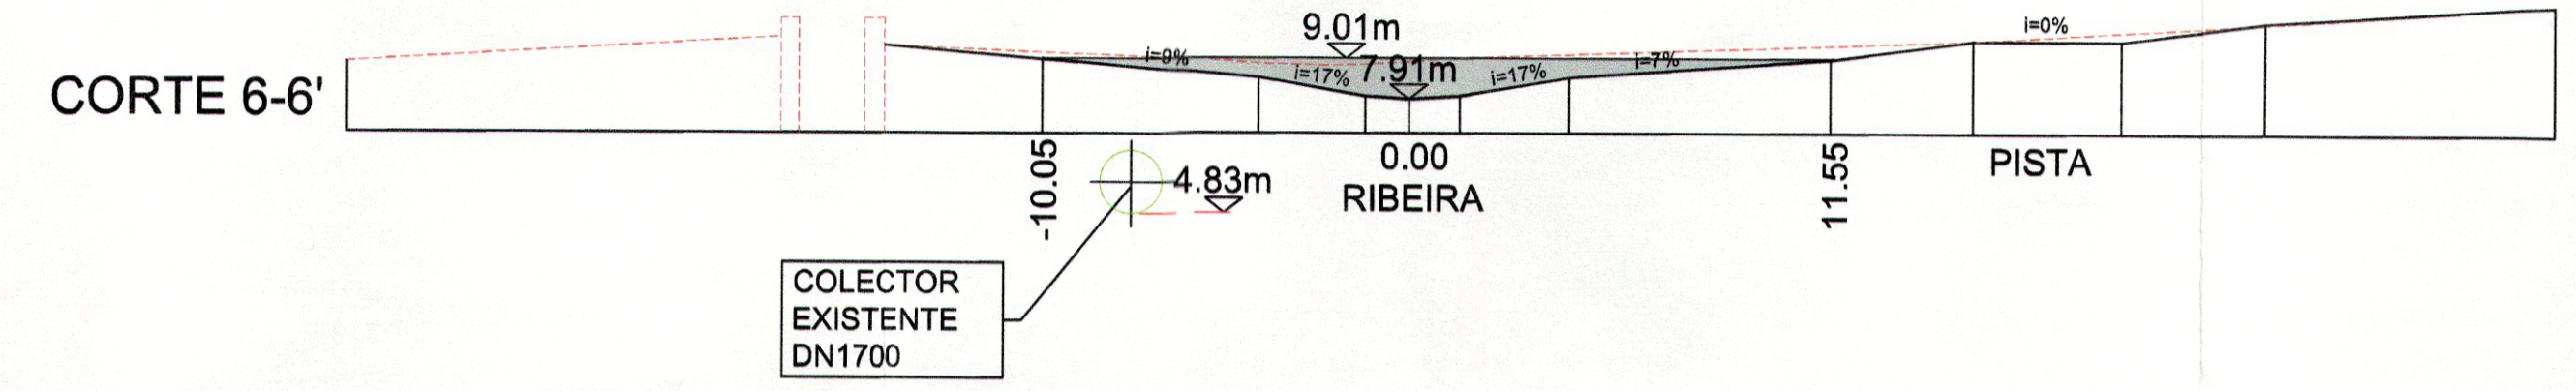 CORTE 6-6'
9.01m
i=0%
i=9%
i=17%
7.91m
i=17%
i=7%
-10.05
4.83m
0.00
RIBEIRA
11.55
PISTA
COLECTOR
EXISTENTE
DN1700